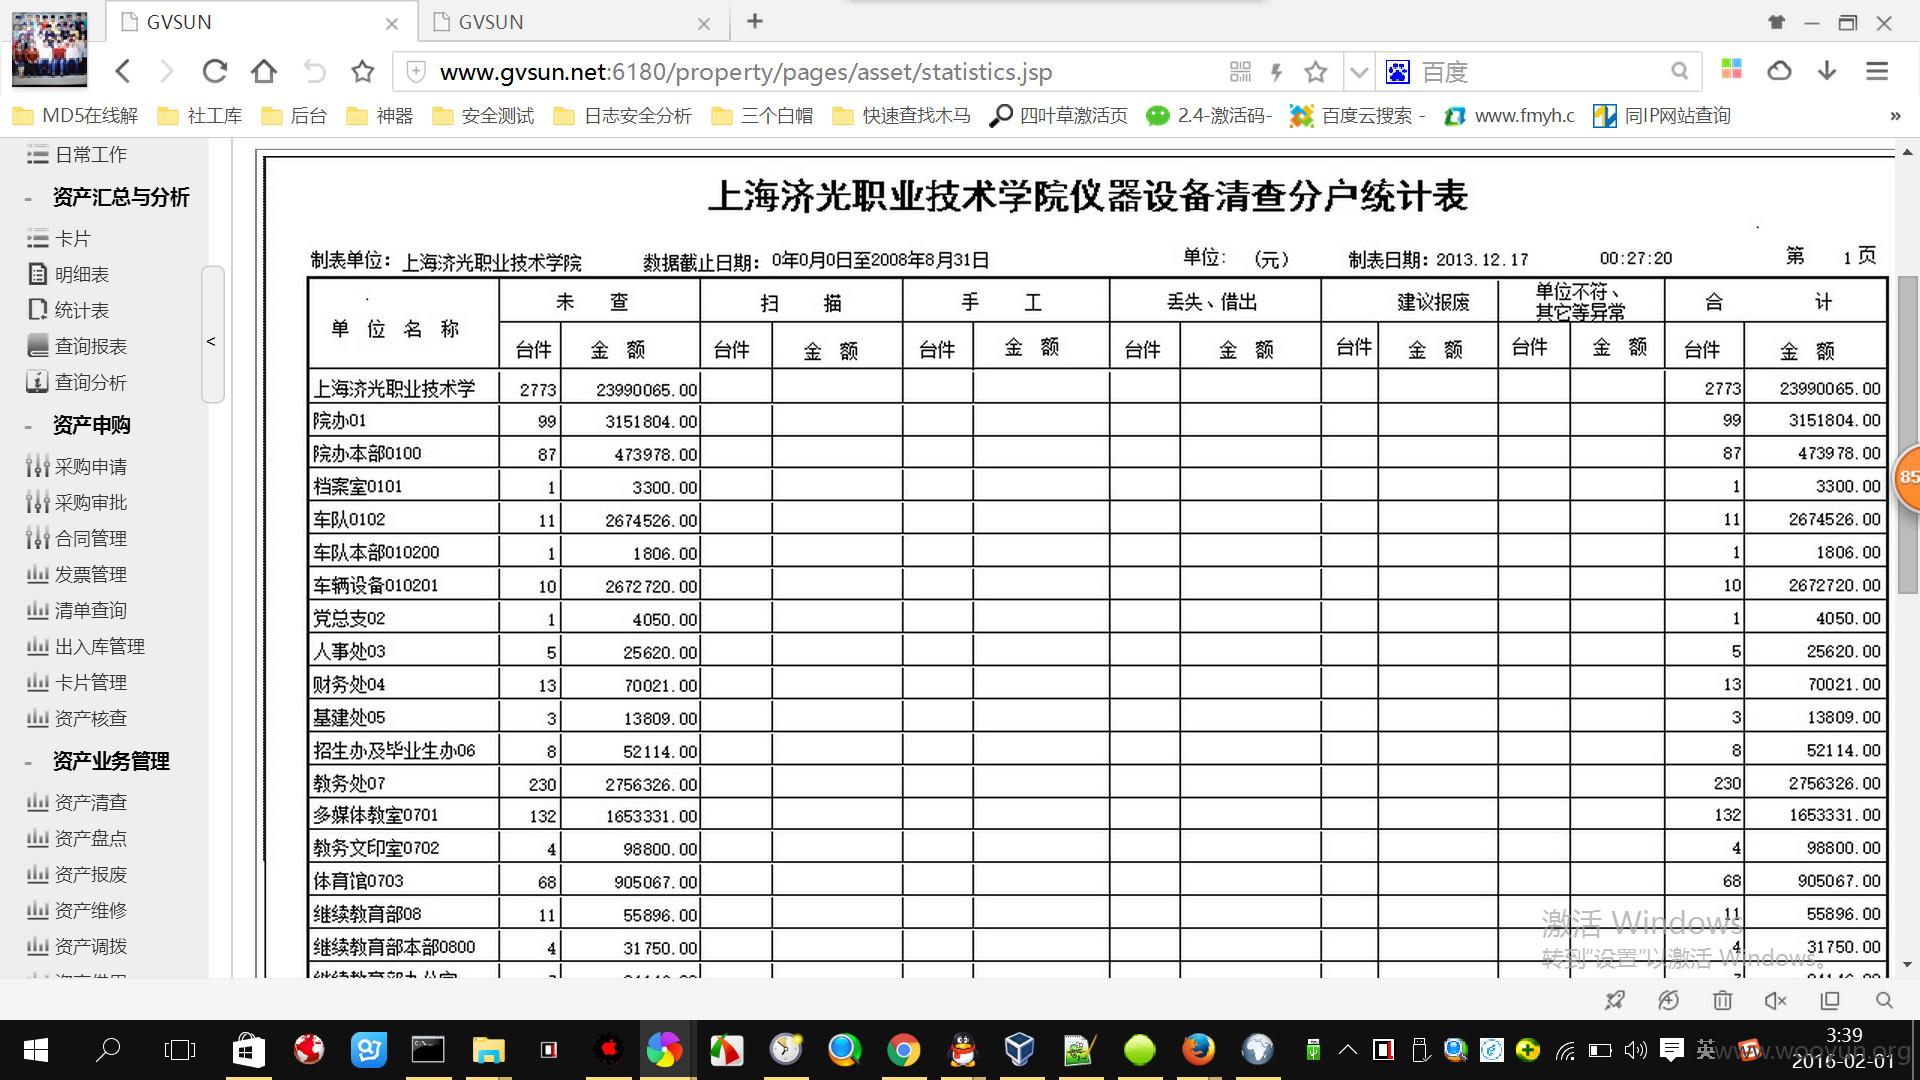 GVSUN
GVSUN
www.gvsun.net:6180/property/pages/asset/statistics.jsp
百度
MD5在线解 社工库 后台 神器 安全测试 日志安全分析 三个白帽 快速查找木马 四叶草激活页 2.4-激活码- 百度云搜索 - www.fmyh.c 同IP网站查询 »
日常工作
- 资产汇总与分析
卡片
明细表
统计表
查询报表
查询分析
- 资产申购
采购申请
采购审批
合同管理
发票管理
清单查询
出入库管理
卡片管理
资产核查
- 资产业务管理
资产清查
资产盘点
资产报废
资产维修
资产调拨
<
上海济光职业技术学院仪器设备清查分户统计表
制表单位: 上海济光职业技术学院 数据截止日期: 0年0月0日至2008年8月31日 单位: (元) 制表日期: 2013.12.17 00:27:20 第 1 页
单位名称 未查 扫描 手工 丢失、借出 建议报废 单位不符、其它等异常 合计
台件 金额 台件 金额 台件 金额 台件 金额 台件 金额 台件 金额 台件 金额
上海济光职业技术学 2773 23990065.00 2773 23990065.00
院办01 99 3151804.00 99 3151804.00
院办本部0100 87 473978.00 87 473978.00
档案室0101 1 3300.00 1 3300.00
车队0102 11 2674526.00 11 2674526.00
车队本部010200 1 1806.00 1 1806.00
车辆设备010201 10 2672720.00 10 2672720.00
党总支02 1 4050.00 1 4050.00
人事处03 5 25620.00 5 25620.00
财务处04 13 70021.00 13 70021.00
基建处05 3 13809.00 3 13809.00
招生办及毕业生办06 8 52114.00 8 52114.00
教务处07 230 2756326.00 230 2756326.00
多媒体教室0701 132 1653331.00 132 1653331.00
教务文印室0702 4 98800.00 4 98800.00
体育馆0703 68 905067.00 68 905067.00
继续教育部08 11 55896.00 11 55896.00
继续教育部本部0800 4 31750.00 4 31750.00
85
激活 Windows
转到"设置"以激活 Windows。
英
3:39
2016-02-01
www.wooyun.org